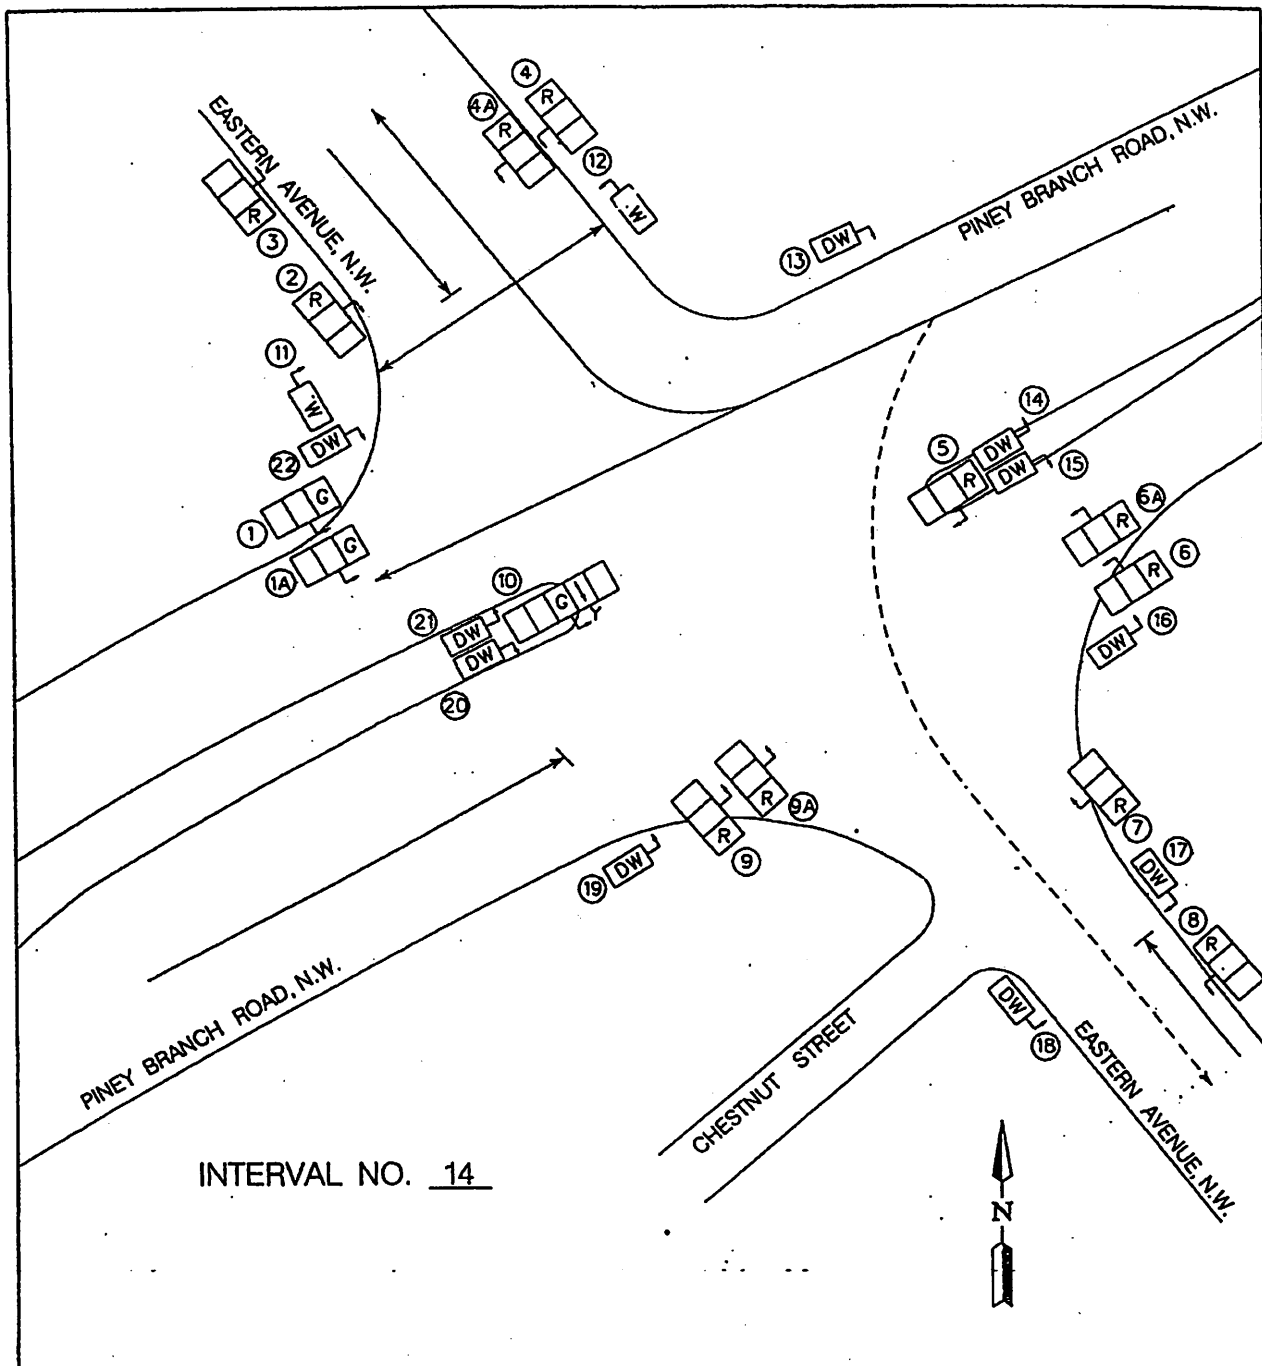 4
4A
R
R
EASTERN AVENUE, N.W.
12
.W
PINEY BRANCH ROAD, N.W.
R
3
13
DW
2
R
11
.W
22
DW
1
G
1A
G
14
DW
5
R
DW
15
6A
R
R
6
DW
16
10
G
Y
21
DW
DW
20
9A
R
R
9
19
DW
R
7
17
DW
8
R
PINEY BRANCH ROAD, N.W.
DW
18
CHESTNUT STREET
EASTERN AVENUE, N.W.
INTERVAL NO. 14
N